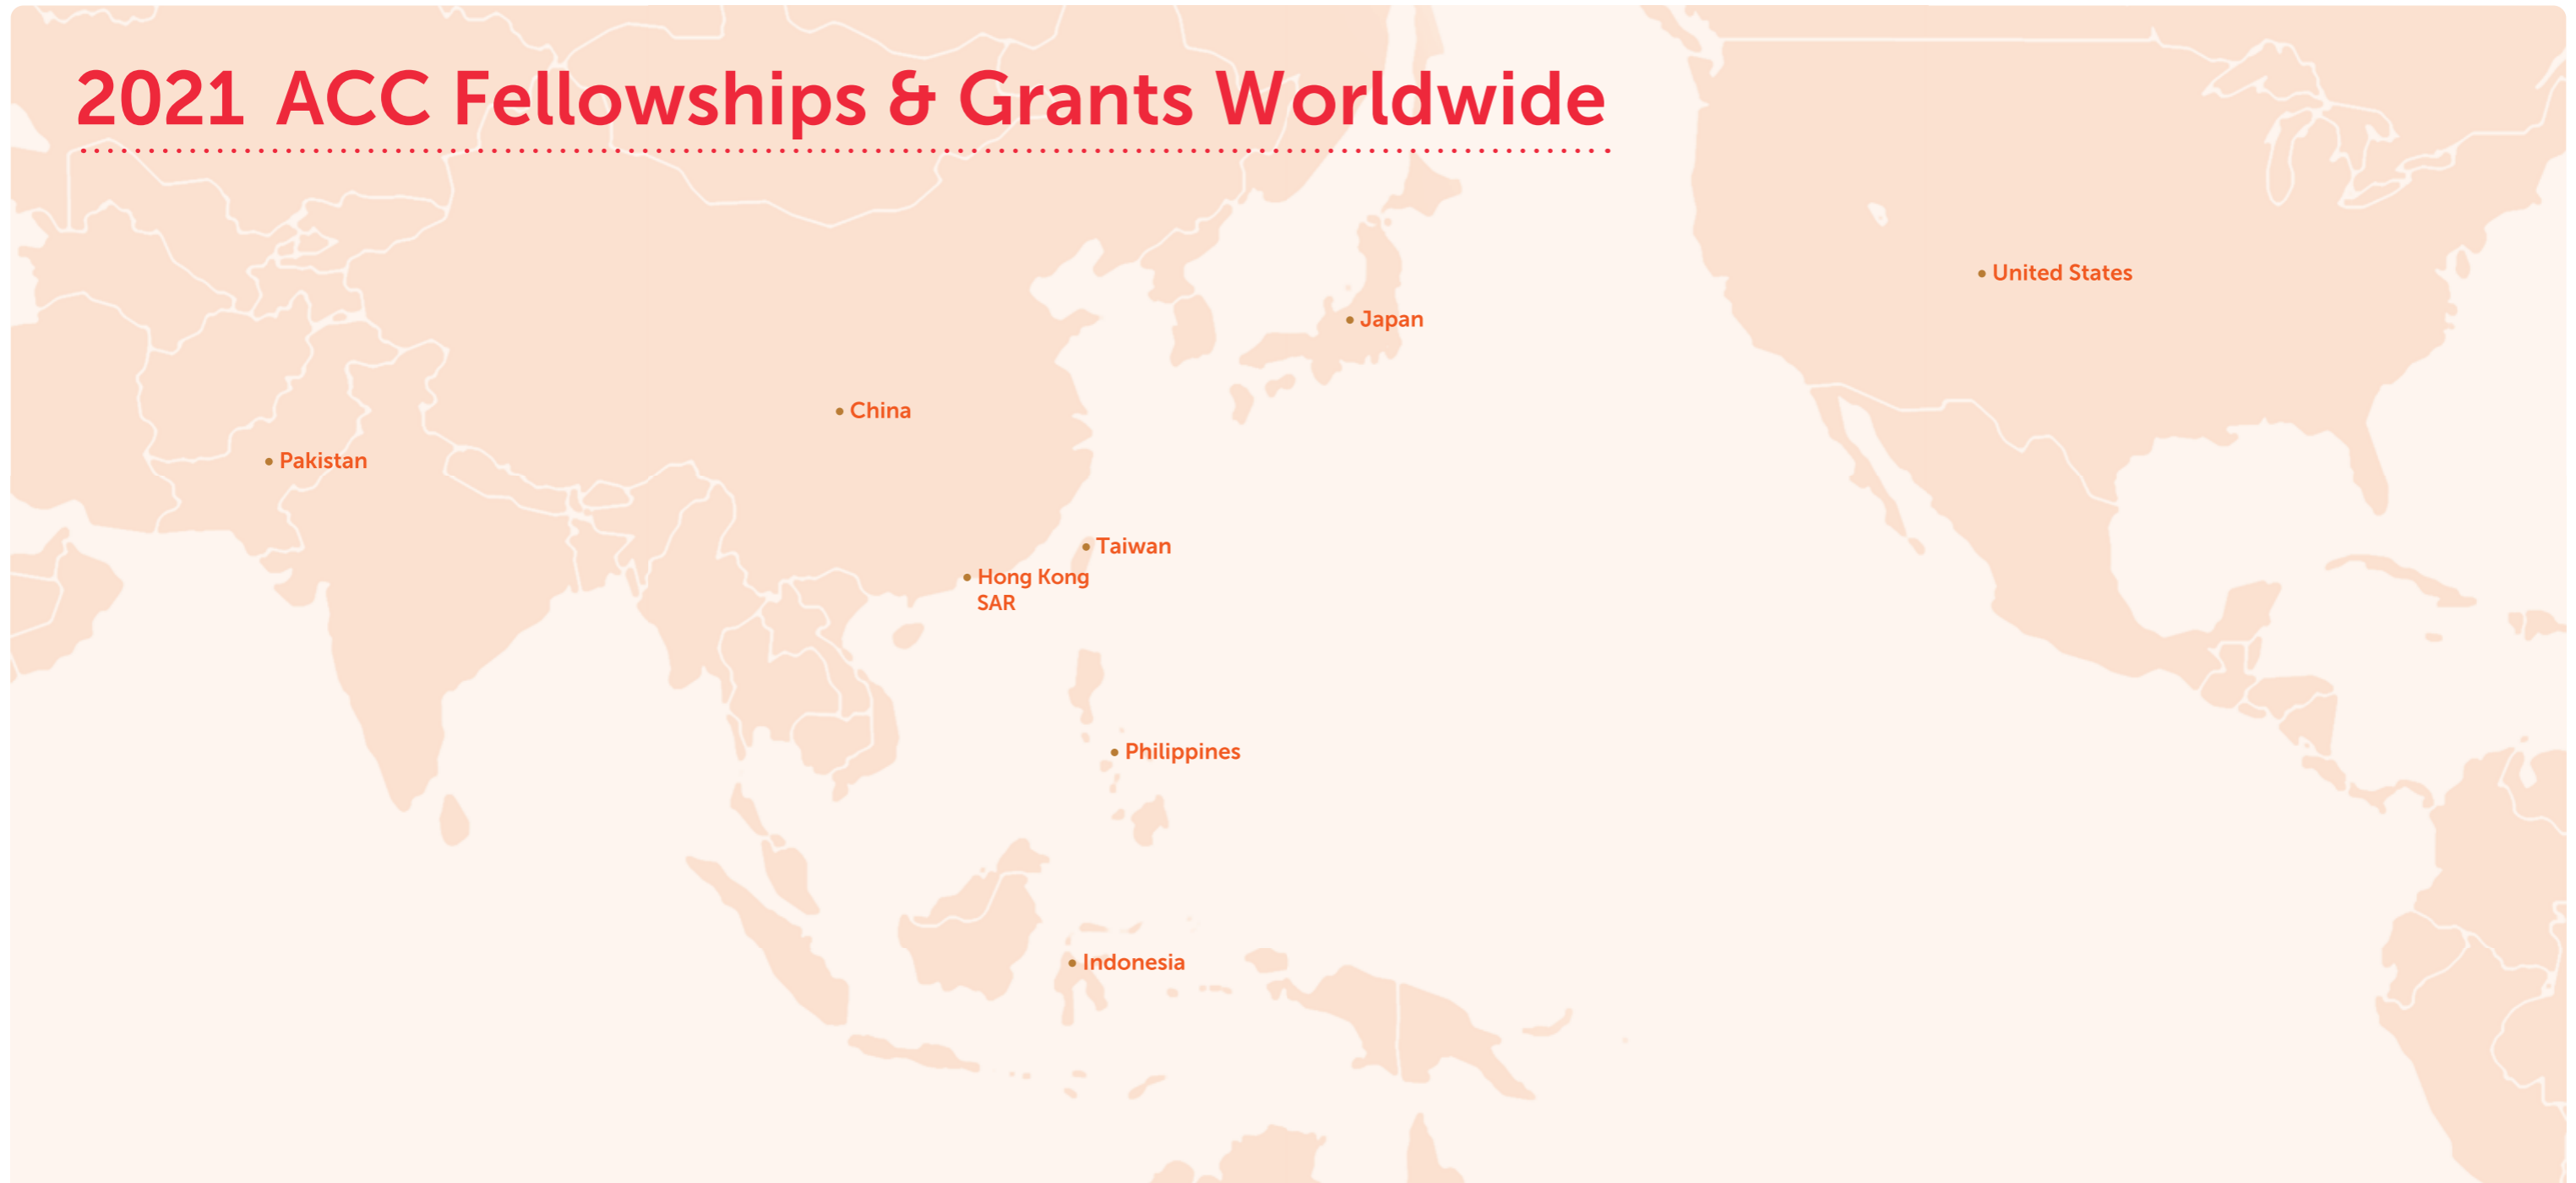 2021 ACC Fellowships & Grants Worldwide
United States
Japan
China
Pakistan
Taiwan
Hong Kong
SAR
Philippines
Indonesia